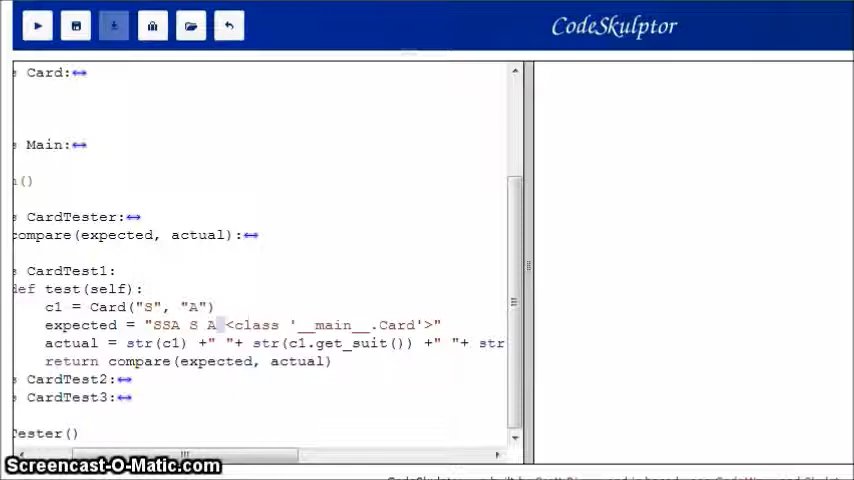 CodeSkulptor
s Card:
s Main:
n()
s CardTester:
compare(expected, actual):
CardTest1:
def test(self):
c1 = Card("S", "A")
expected = "SSA S A <class '__main__.Card'>"
actual = str(c1) +" "+ str(c1.get_suit()) +" "+ str
return compare(expected, actual)
CardTest2:
CardTest3:
Tester()
Screencast-O-Matic.com